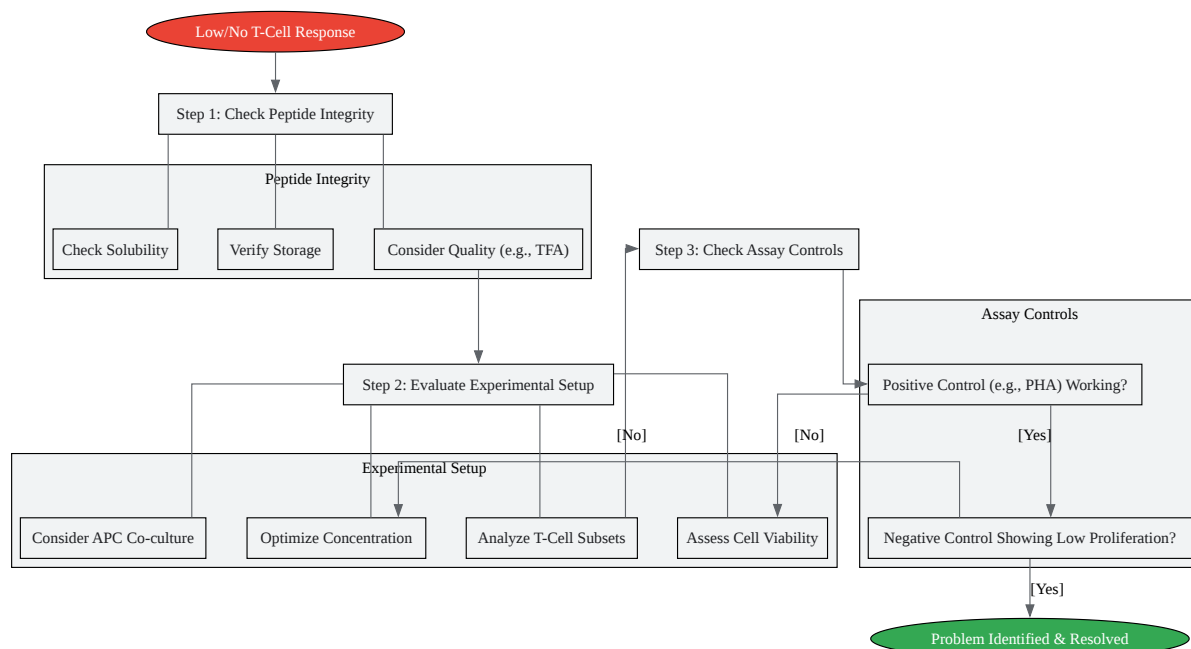 Low/No T-Cell Response
Step 1: Check Peptide Integrity
Peptide Integrity
Check Solubility
Verify Storage
Consider Quality (e.g., TFA)
Step 3: Check Assay Controls
Assay Controls
Step 2: Evaluate Experimental Setup
Positive Control (e.g., PHA) Working?
[No]
[No]
[Yes]
Experimental Setup
Consider APC Co-culture
Optimize Concentration
Analyze T-Cell Subsets
Assess Cell Viability
Negative Control Showing Low Proliferation?
[Yes]
Problem Identified & Resolved